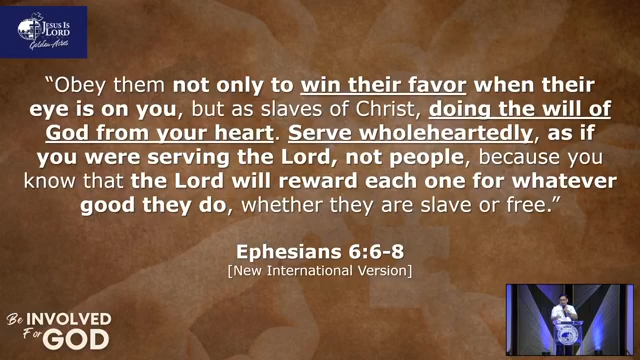 JESUS IS
LORD
Golden Acres
“Obey them not only to win their favor when their
eye is on you, but as slaves of Christ, doing the will of
God from your heart. Serve wholeheartedly, as if
you were serving the Lord, not people, because you
know that the Lord will reward each one for whatever
good they do, whether they are slave or free.”
Ephesians 6:6-8
[New International Version]
Be INVOLVED
For GOD